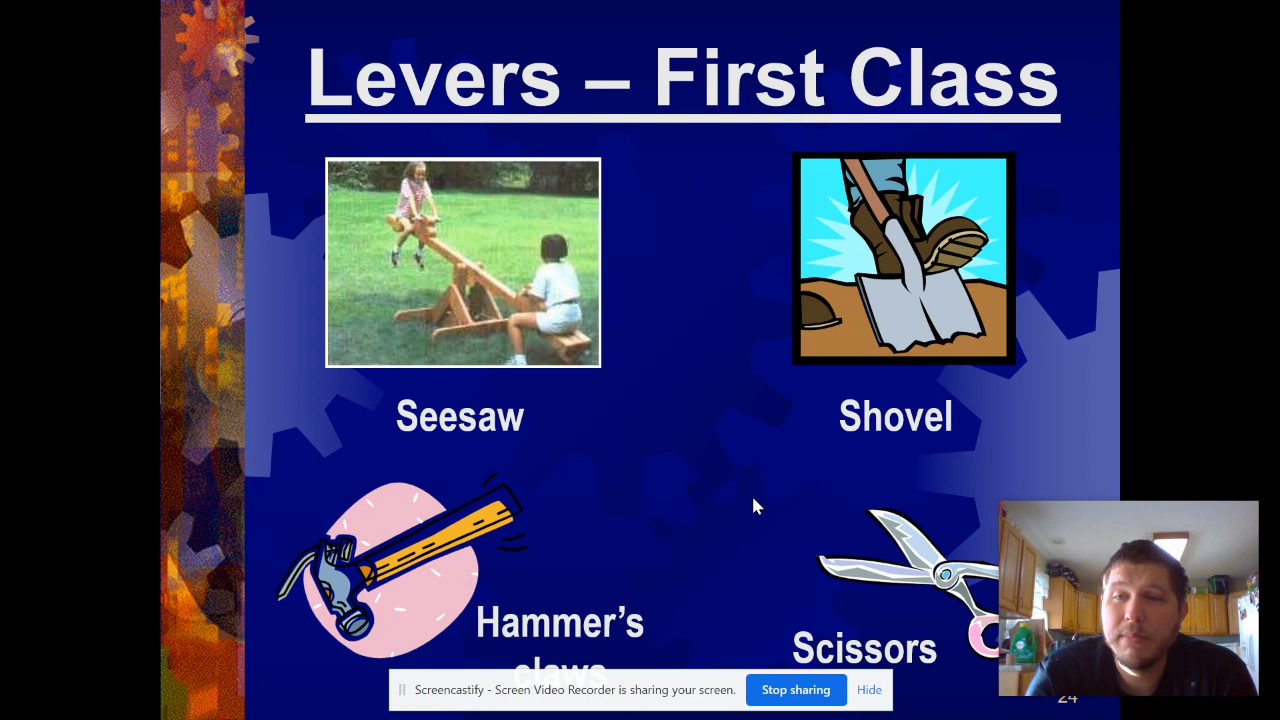 Levers – First Class
Seesaw
Shovel
Hammer’s
claws
Scissors
Screencastify - Screen Video Recorder is sharing your screen.
Stop sharing
Hide
24